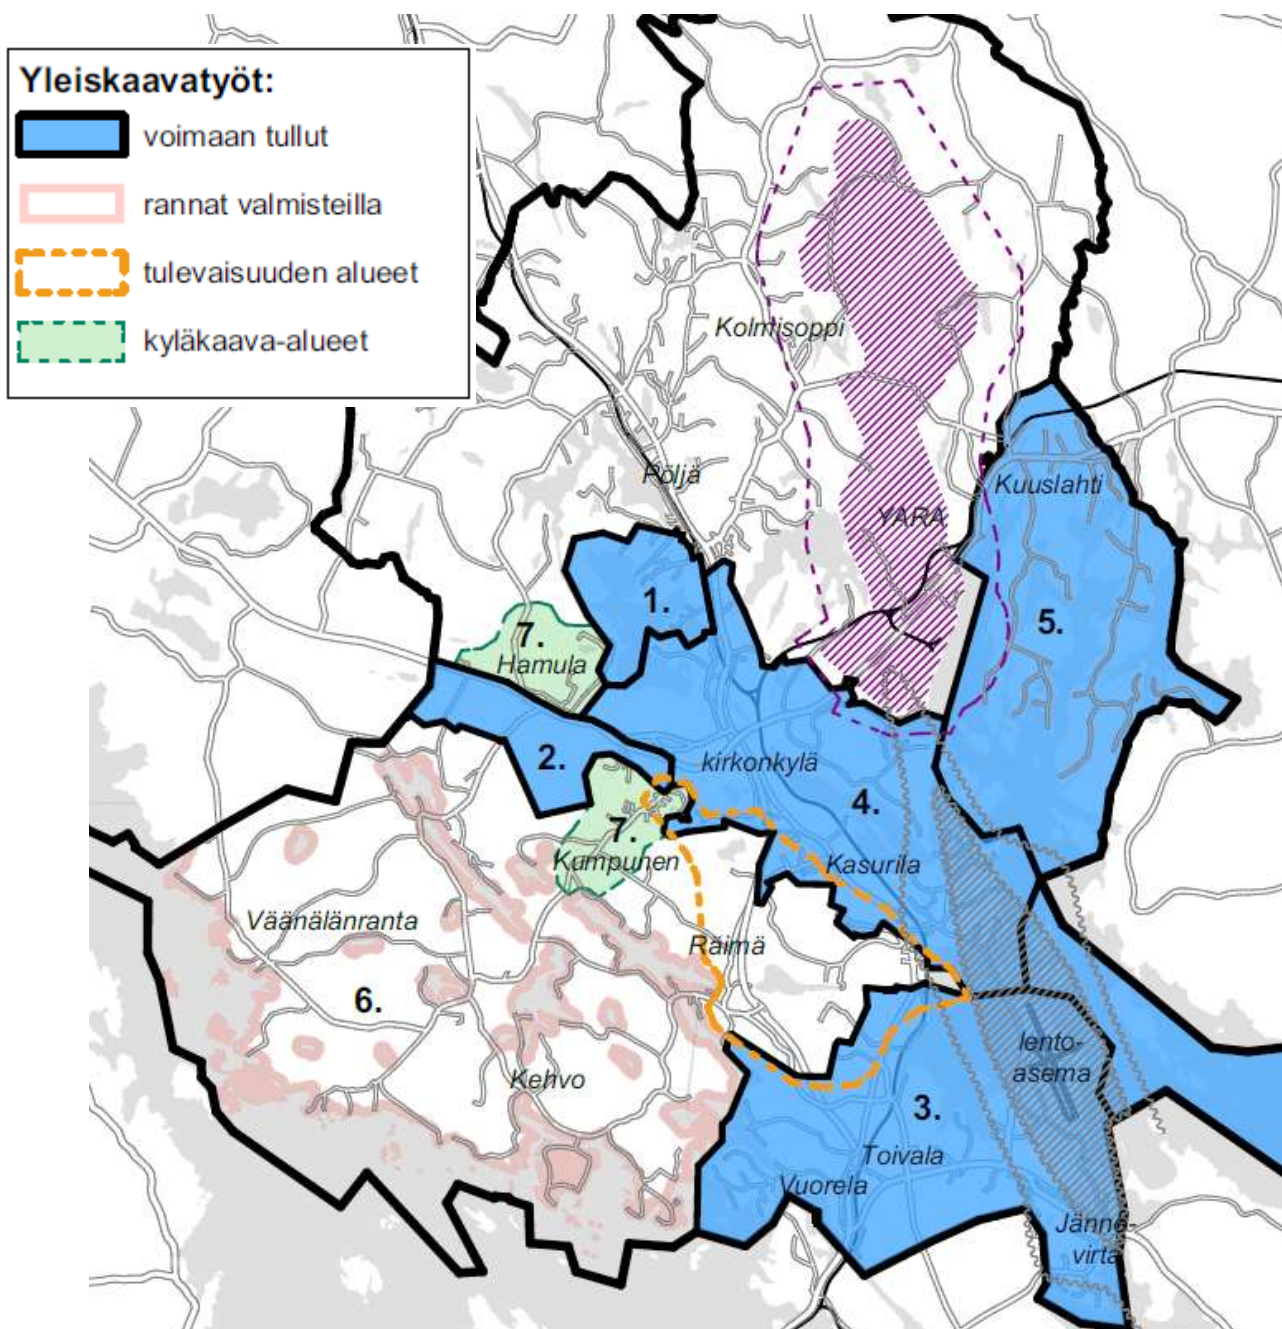 Yleiskaavatyöt:
voimaan tullut
rannat valmisteilla
tulevaisuuden alueet
kyläkaava-alueet
Kolmisoppi
Pöljä
Kuuslahti
YARA
1.
5.
7.
Hamula
2.
kirkonkylä
4.
7.
Kumpunen
Kasurila
Väänälänranta
Räimä
6.
lento-
asema
Kehvo
3.
Toivala
Vuorela
Jänne-
virta